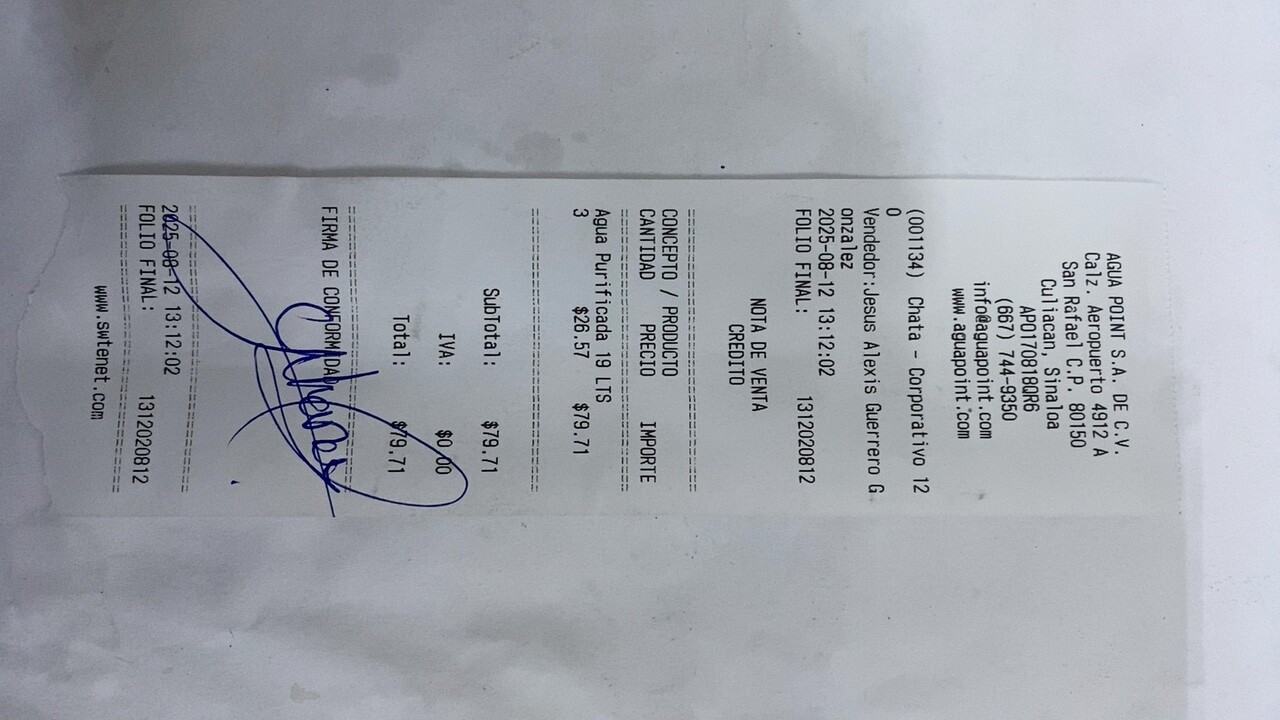 AGUA POINT S.A. DE C.V.
Calz. Aeropuerto 4912 A
San Rafael C.P. 80150
Culiacan, Sinaloa
APO170818QR6
(667) 744-9350
info@aguapoint.com
www.aguapoint.com
(001134) Chata - Corporativo 12
0
Vendedor:Jesus Alexis Guerrero G
onzalez
2025-08-12 13:12:02
FOLIO FINAL: 1312020812
NOTA DE VENTA
CREDITO
================================
CONCEPTO / PRODUCTO
CANTIDAD PRECIO IMPORTE
================================
Agua Purificada 19 LTS
3 $26.57 $79.71
================================
SubTotal: $79.71
IVA: $0.00
Total: $79.71
================================
FIRMA DE CONFORMIDAD
================================
2025-08-12 13:12:02
FOLIO FINAL: 1312020812
================================
www.swtenet.com